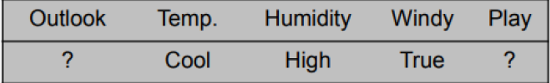 Outlook Temp. Humidity Windy Play
? Cool High True ?